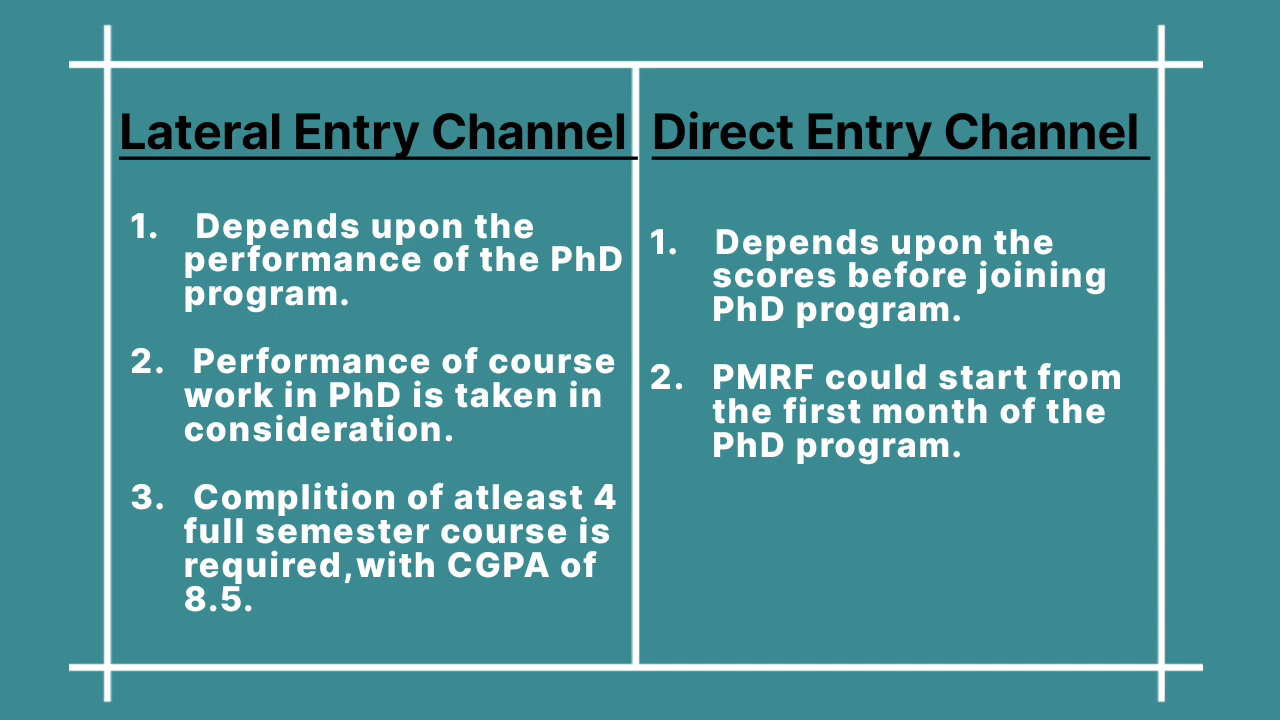 Lateral Entry Channel
1. Depends upon the
performance of the PhD
program.
2. Performance of course
work in PhD is taken in
consideration.
3. Complition of atleast 4
full semester course is
required,with CGPA of
8.5.
Direct Entry Channel
1. Depends upon the
scores before joining
PhD program.
2. PMRF could start from
the first month of the
PhD program.